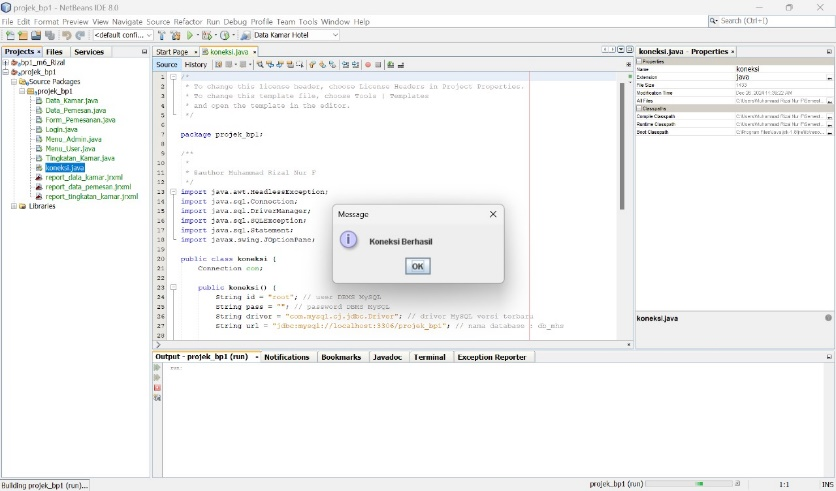 projek_bp1 - NetBeans IDE 8.0
File Edit Format Preview View Navigate Source Refactor Run Debug Profile Team Tools Window Help
Search (Ctrl+I)
<default confi...
Data Kamar Hotel
Projects
Files
Services
bp1_m6_Rizal
projek_bp1
Source Packages
projek_bp1
Data_Kamar.java
Data_Pemesan.java
Form_Pemesanan.java
Login.java
Menu_Admin.java
Menu_User.java
Tingkatan_Kamar.java
koneksi.java
report_data_kamar.jrxml
report_data_pemesan.jrxml
report_tingkatan_kamar.jrxml
Libraries
Start Page
koneksi.java
Source History
1 /*
2 * To change this license header, choose License Headers in Project Properties.
3 * To change this template file, choose Tools | Templates
4 * and open the template in the editor.
5 */
6
7 package projek_bp1;
8
9 /**
10 *
11 * @author Muhammad Rizal Nur F
12 */
13 import java.awt.HeadlessException;
14 import java.sql.Connection;
15 import java.sql.DriverManager;
16 import java.sql.SQLException;
17 import java.sql.Statement;
18 import javax.swing.JOptionPane;
19
20 public class koneksi {
21 Connection con;
22
23 public koneksi() {
24 String id = "root"; // user DBMS MySQL
25 String pass = ""; // password DBMS MySQL
26 String driver = "com.mysql.cj.jdbc.Driver"; // driver MySQL versi terbaru
27 String url = "jdbc:mysql://localhost:3306/projek_bp1"; // nama database : db_mhs
28
Message
Koneksi Berhasil
OK
koneksi.java - Properties
Properties
Name koneksi
Extension java
File Size 1433
Modification Time
All Files
Classpaths
Compile Classpath
Runtime Classpath
Boot Classpath
koneksi.java
Output - projek_bp1 (run)
Notifications
Bookmarks
Javadoc
Terminal
Exception Reporter
run:
Building projek_bp1 (run)...
projek_bp1 (run)
1:1
INS